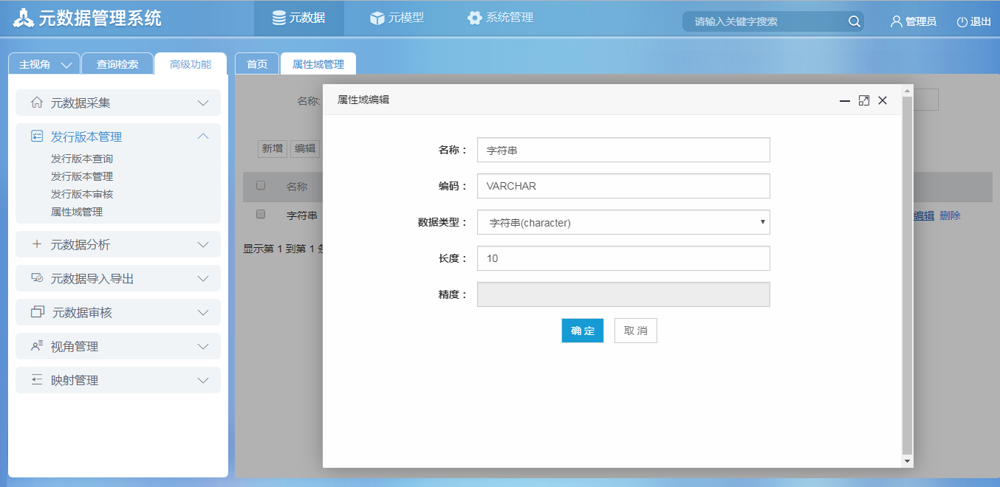 元数据管理系统 元数据 元模型 系统管理 请输入关键字搜索 管理员 退出
主视角 查询检索 高级功能 首页 属性域管理
元数据采集
发行版本管理
发行版本查询
发行版本管理
发行版本审核
属性域管理
元数据分析
元数据导入导出
元数据审核
视角管理
映射管理
名称:
新增 编辑
名称
字符串 编辑 删除
显示第 1 到第 1
属性域编辑
名称： 字符串
编码： VARCHAR
数据类型： 字符串(character)
长度： 10
精度：
确定 取消